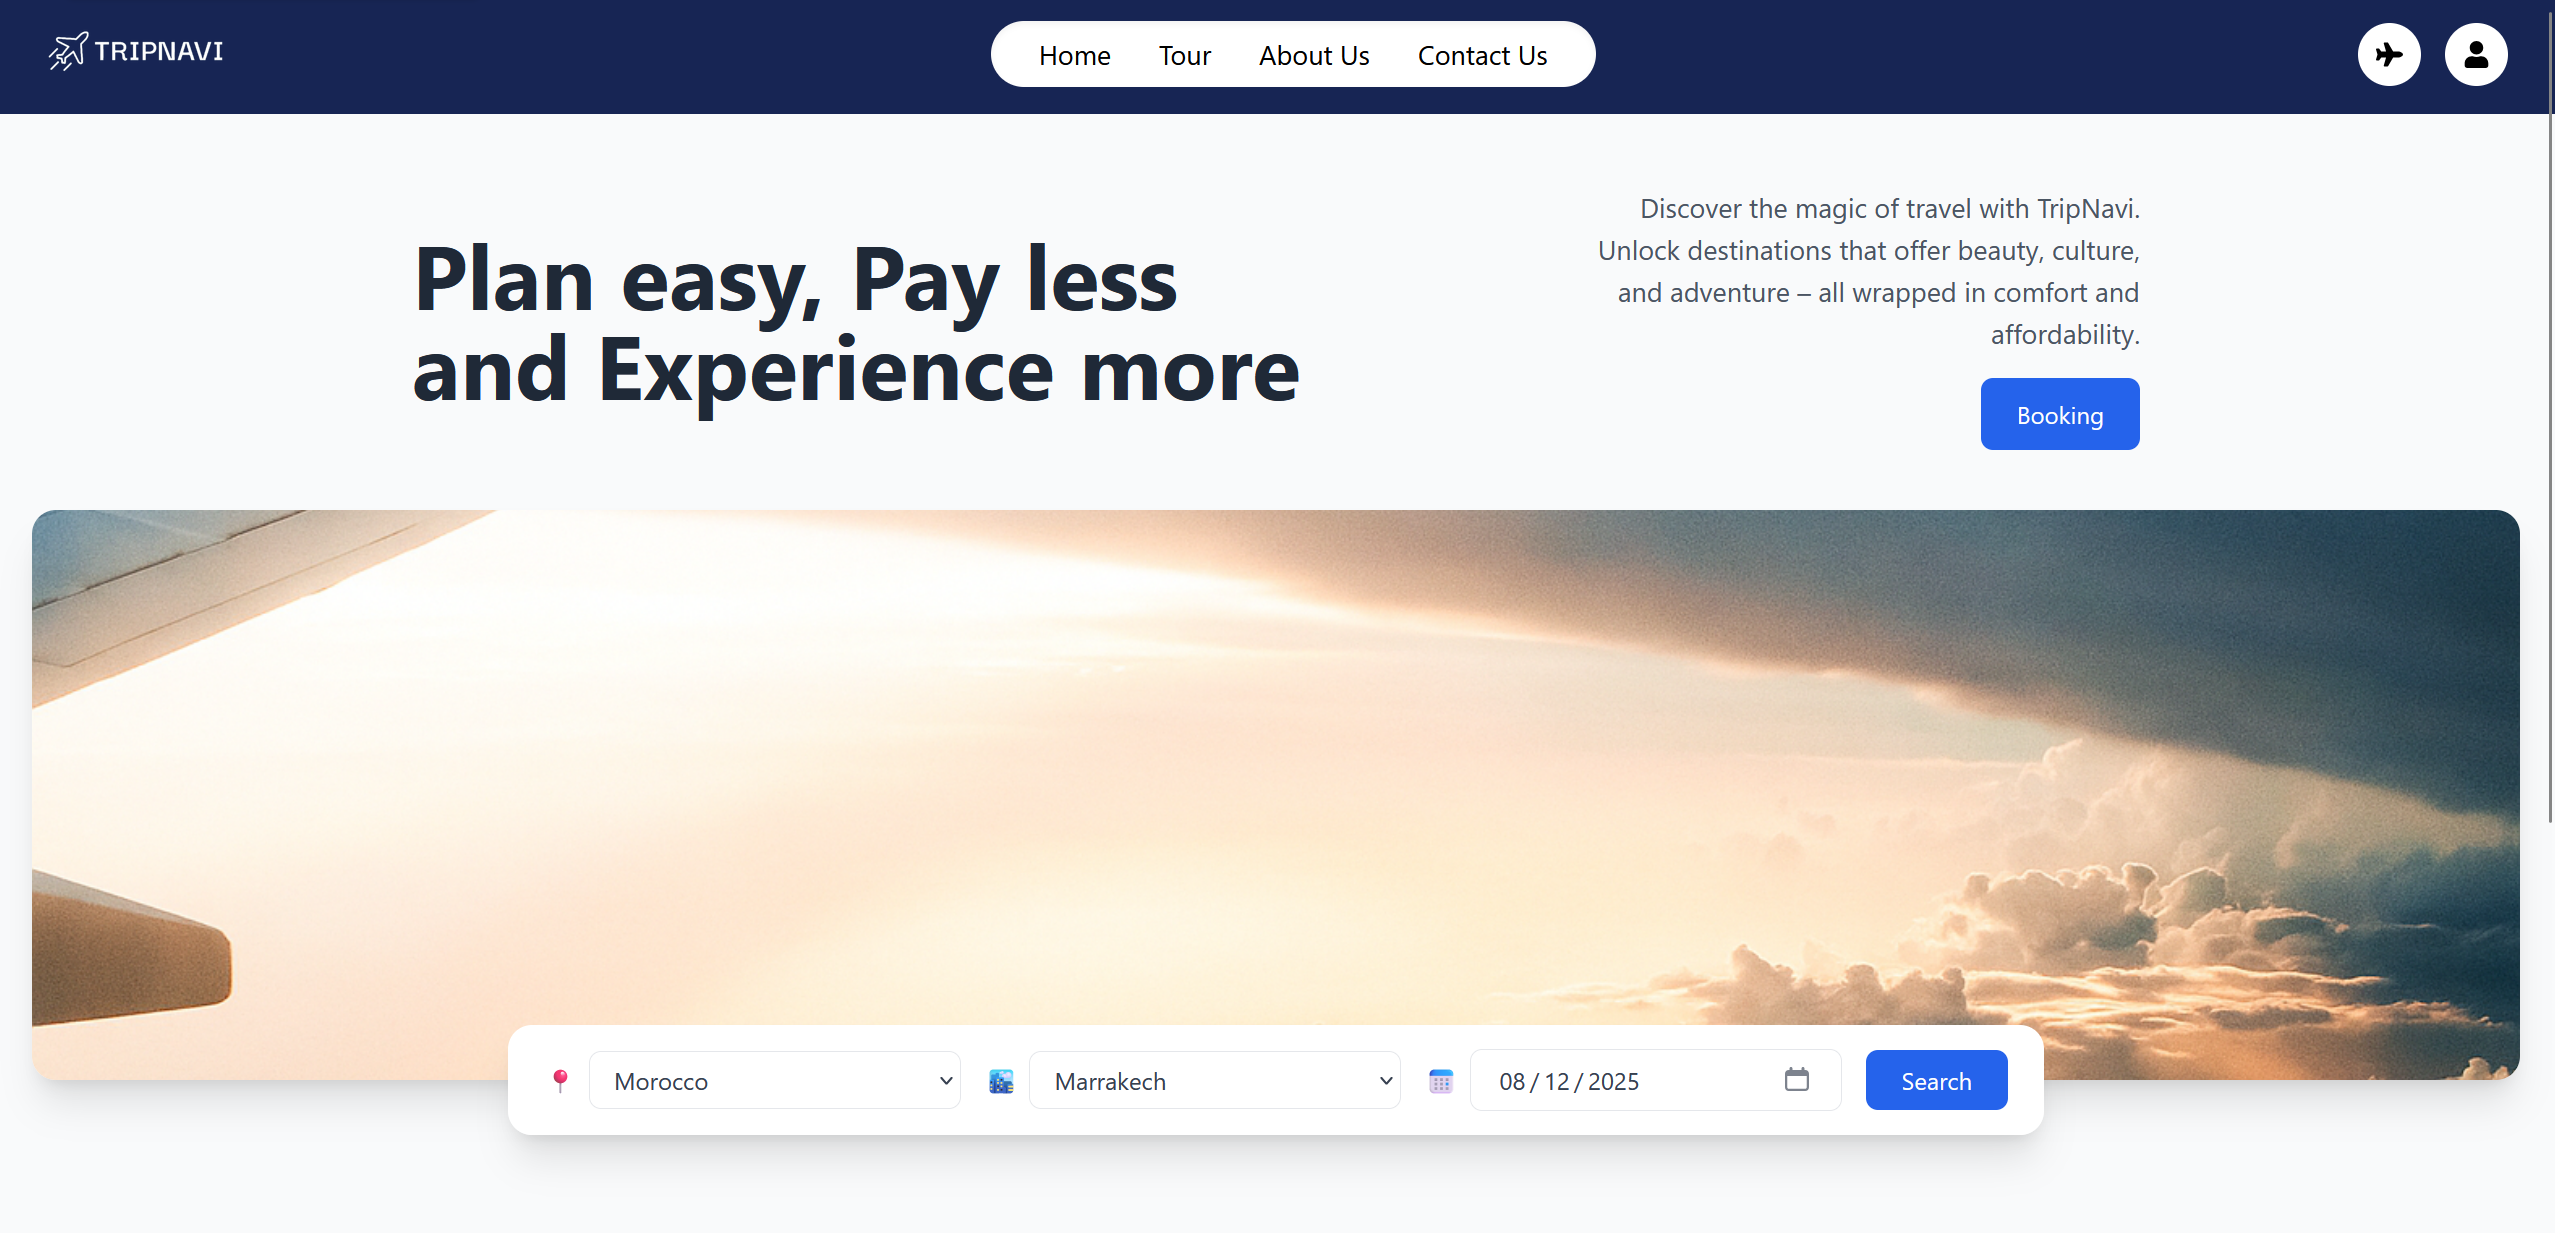 TRIPNAVI
Home Tour About Us Contact Us
Plan easy, Pay less
and Experience more
Discover the magic of travel with TripNavi.
Unlock destinations that offer beauty, culture,
and adventure – all wrapped in comfort and
affordability.
Booking
Morocco Marrakech 08/12/2025 Search